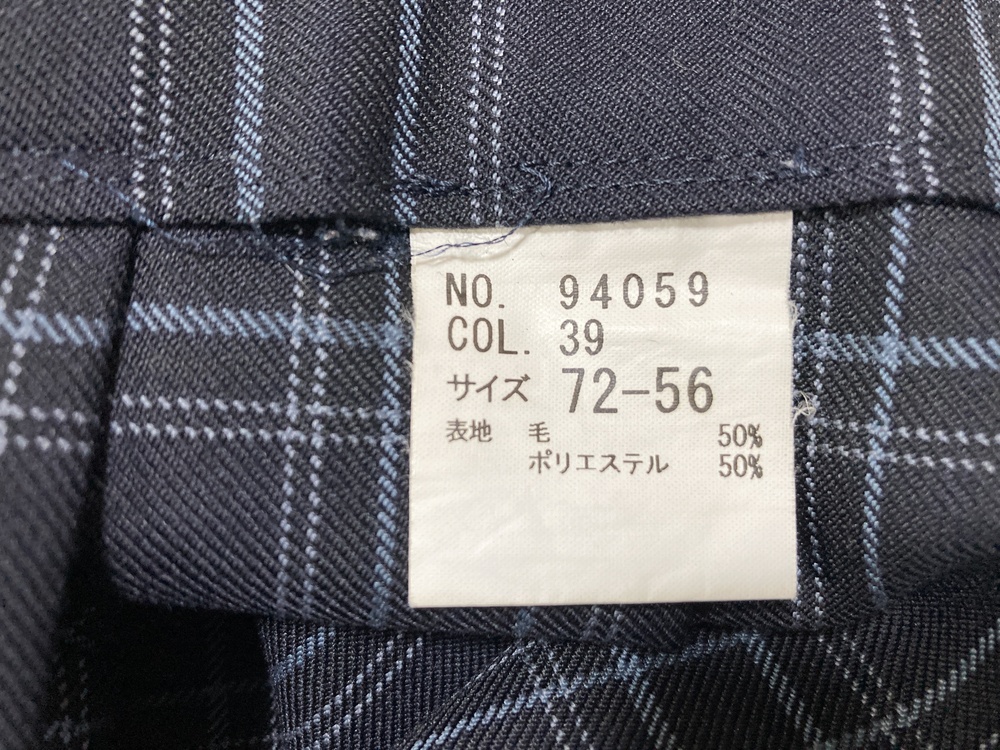 NO. 94059
COL. 39
サイズ 72-56
表地 毛 50%
ポリエステル 50%